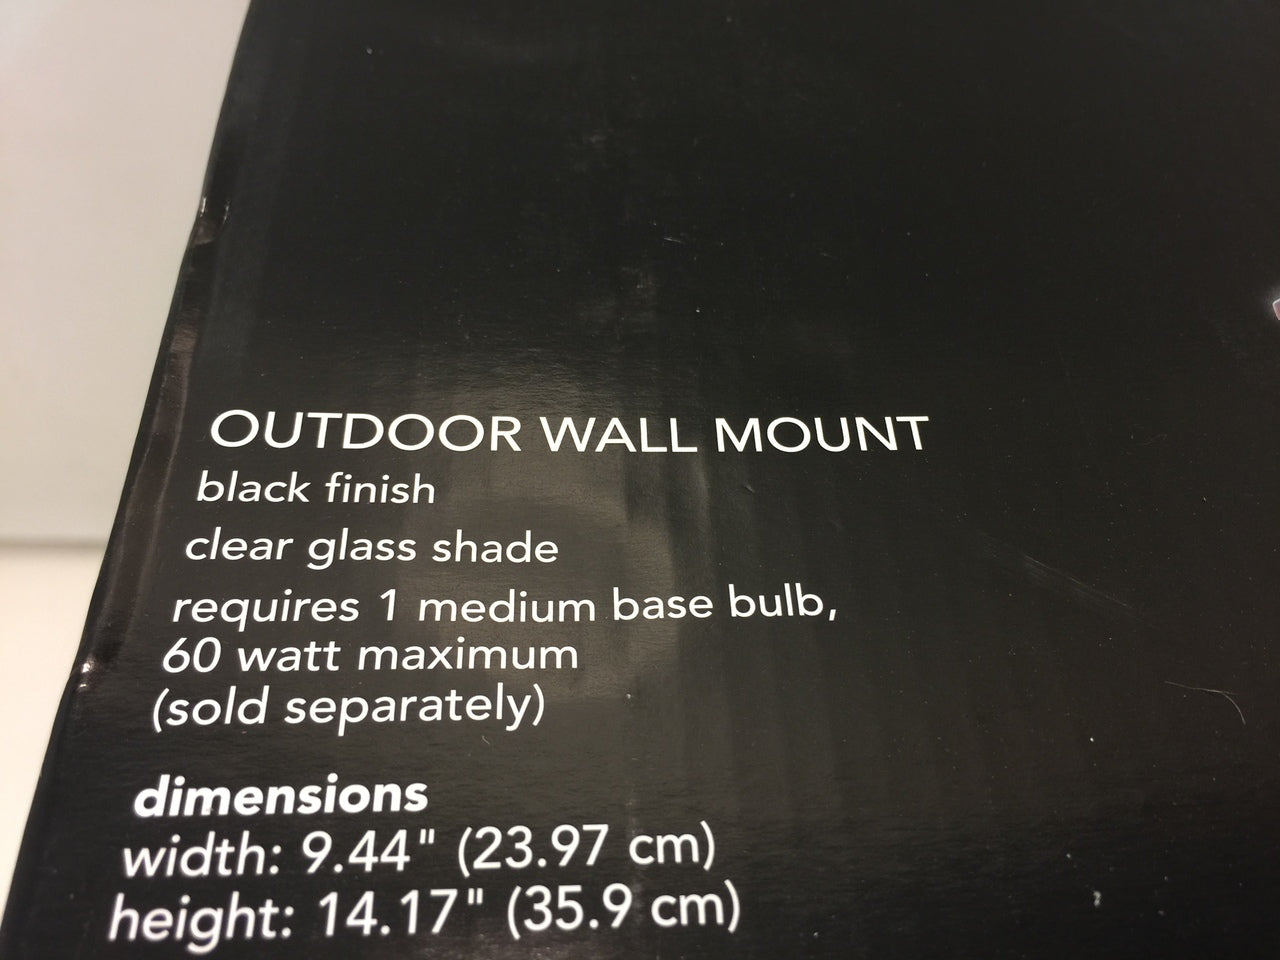 OUTDOOR WALL MOUNT
black finish
clear glass shade
requires 1 medium base bulb,
60 watt maximum
(sold separately)
dimensions
width: 9.44" (23.97 cm)
height: 14.17" (35.9 cm)